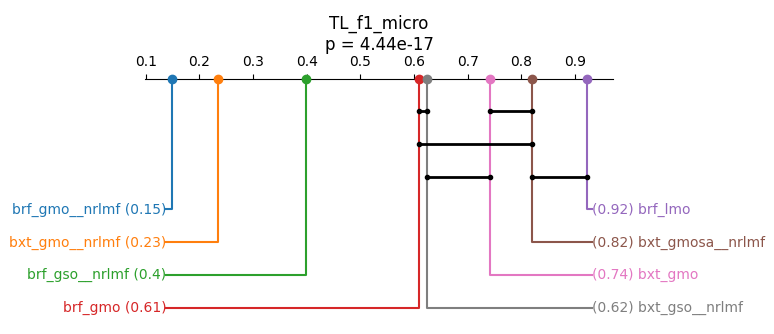 TL_f1_micro
p = 4.44e-17
0.1 0.2 0.3 0.4 0.5 0.6 0.7 0.8 0.9
brf_gmo__nrlmf (0.15) (0.92) brf_lmo
bxt_gmo__nrlmf (0.23) (0.82) bxt_gmosa__nrlmf
brf_gso__nrlmf (0.4) (0.74) bxt_gmo
brf_gmo (0.61) (0.62) bxt_gso__nrlmf